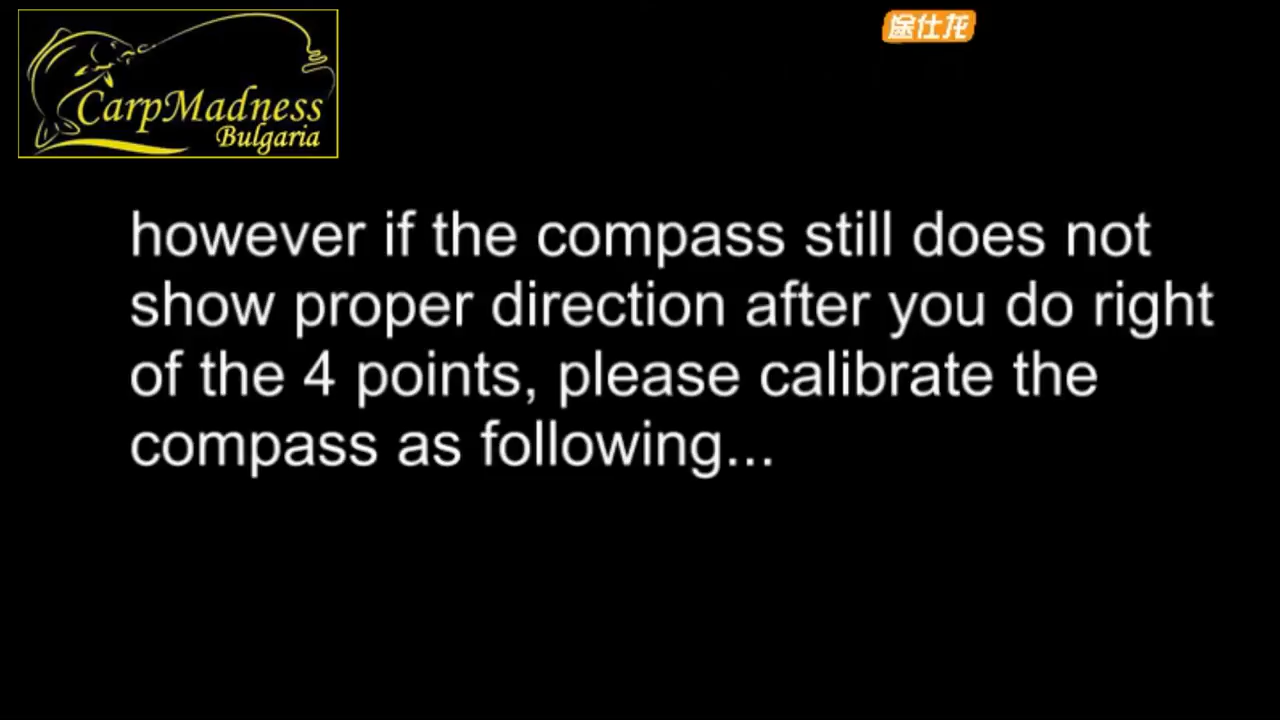 CarpMadness
Bulgaria
途仕龙
however if the compass still does not
show proper direction after you do right
of the 4 points, please calibrate the
compass as following...